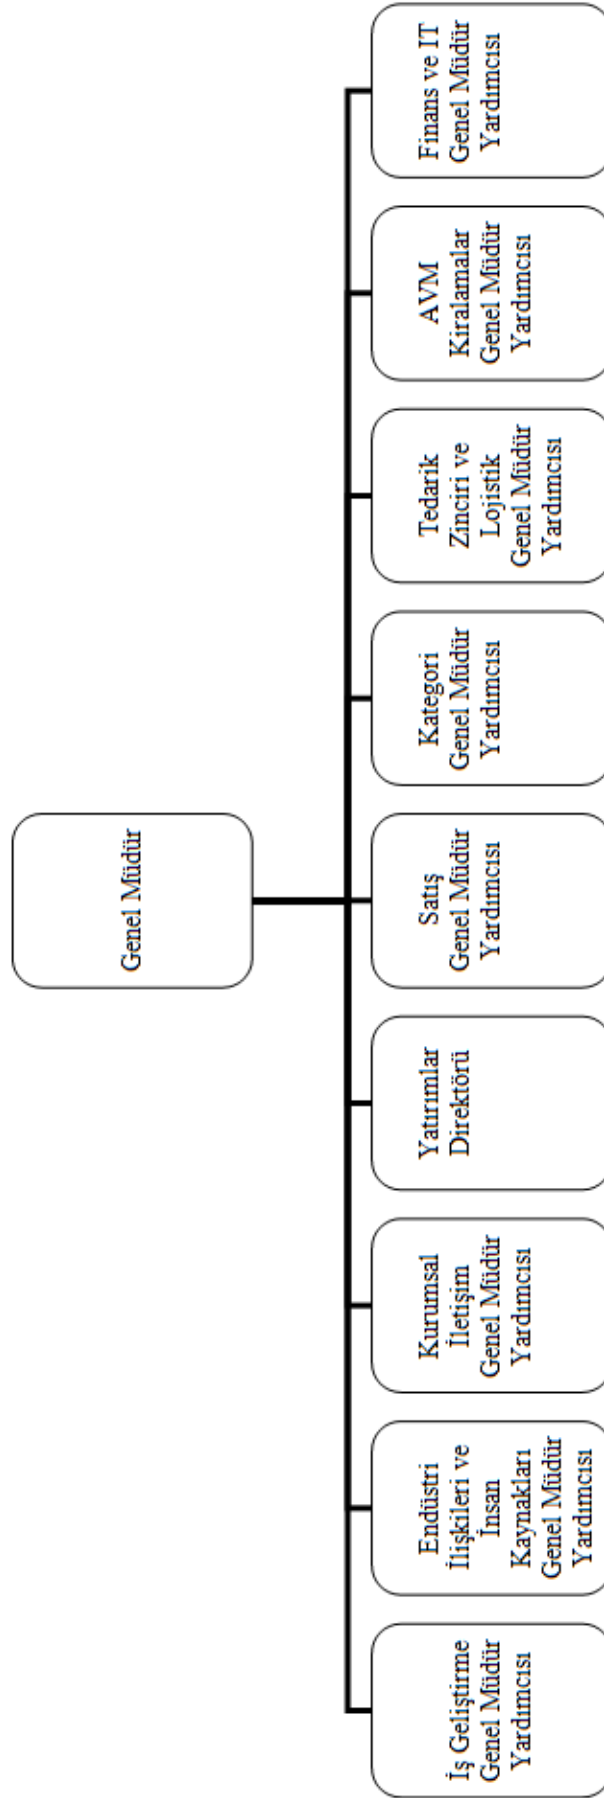 Genel Müdür
İş Geliştirme
Genel Müdür
Yardımcısı
Endüstri
İlişkileri ve
İnsan
Kaynakları
Genel Müdür
Yardımcısı
Kurumsal
İletişim
Genel Müdür
Yardımcısı
Yatırımlar
Direktörü
Satış
Genel Müdür
Yardımcısı
Kategori
Genel Müdür
Yardımcısı
Tedarik
Zinciri ve
Lojistik
Genel Müdür
Yardımcısı
AVM
Kiralamalar
Genel Müdür
Yardımcısı
Finans ve IT
Genel Müdür
Yardımcısı